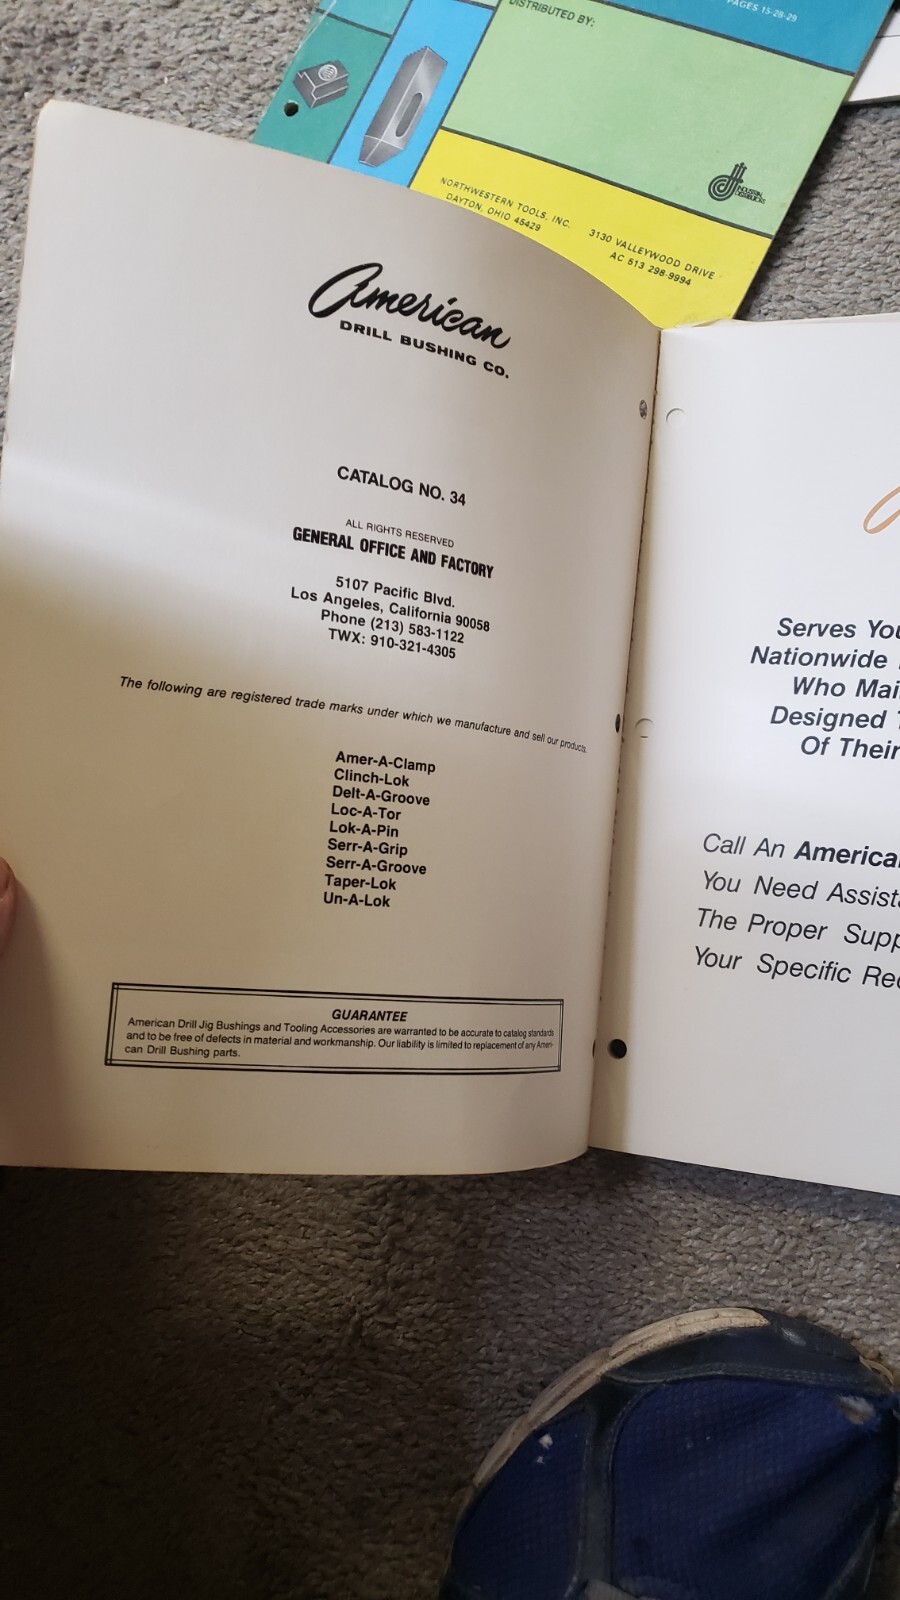 PAGES 15-28-29
DISTRIBUTED BY:
INDUSTRIAL
NORTHWESTERN TOOLS, INC. 3130 VALLEYWOOD DRIVE
DAYTON, OHIO 45429 AC 513 298-9994
American
DRILL BUSHING CO.
CATALOG NO. 34
ALL RIGHTS RESERVED
GENERAL OFFICE AND FACTORY
5107 Pacific Blvd.
Los Angeles, California 90058
Phone (213) 583-1122
TWX: 910-321-4305
The following are registered trade marks under which we manufacture and sell our products.
Amer-A-Clamp
Clinch-Lok
Delt-A-Groove
Loc-A-Tor
Lok-A-Pin
Serr-A-Grip
Serr-A-Groove
Taper-Lok
Un-A-Lok
GUARANTEE
American Drill Jig Bushings and Tooling Accessories are warranted to be accurate to catalog standards
and to be free of defects in material and workmanship. Our liability is limited to replacement of any Ameri-
can Drill Bushing parts.
Serves You
Nationwide
Who Mai
Designed T
Of Their
Call An America
You Need Assist
The Proper Supp
Your Specific Re